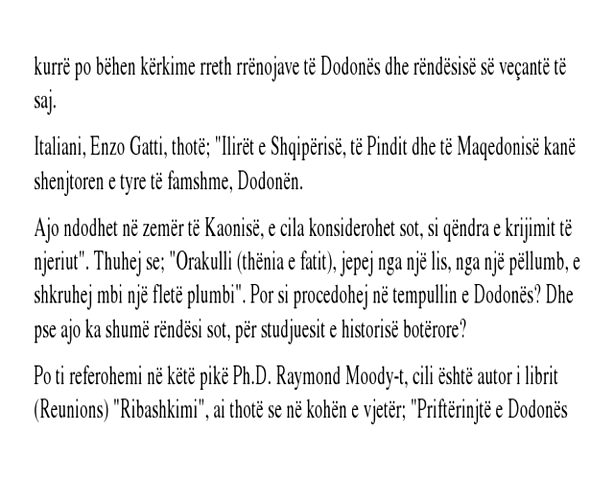 kurrë po bëhen kërkime rreth rrënojave të Dodonës dhe rëndësisë së veçantë të
saj.
Italiani, Enzo Gatti, thotë; "Ilirët e Shqipërisë, të Pindit dhe të Maqedonisë kanë
shenjtoren e tyre të famshme, Dodonën.
Ajo ndodhet në zemër të Kaonisë, e cila konsiderohet sot, si qëndra e krijimit të
njeriut". Thuhej se; "Orakulli (thënia e fatit), jepej nga një lis, nga një pëllumb, e
shkruhej mbi një fletë plumbi". Por si procedohej në tempullin e Dodonës? Dhe
pse ajo ka shumë rëndësi sot, për studjuesit e historisë botërore?
Po ti referohemi në këtë pikë Ph.D. Raymond Moody-t, cili është autor i librit
(Reunions) "Ribashkimi", ai thotë se në kohën e vjetër; "Priftërinjtë e Dodonës